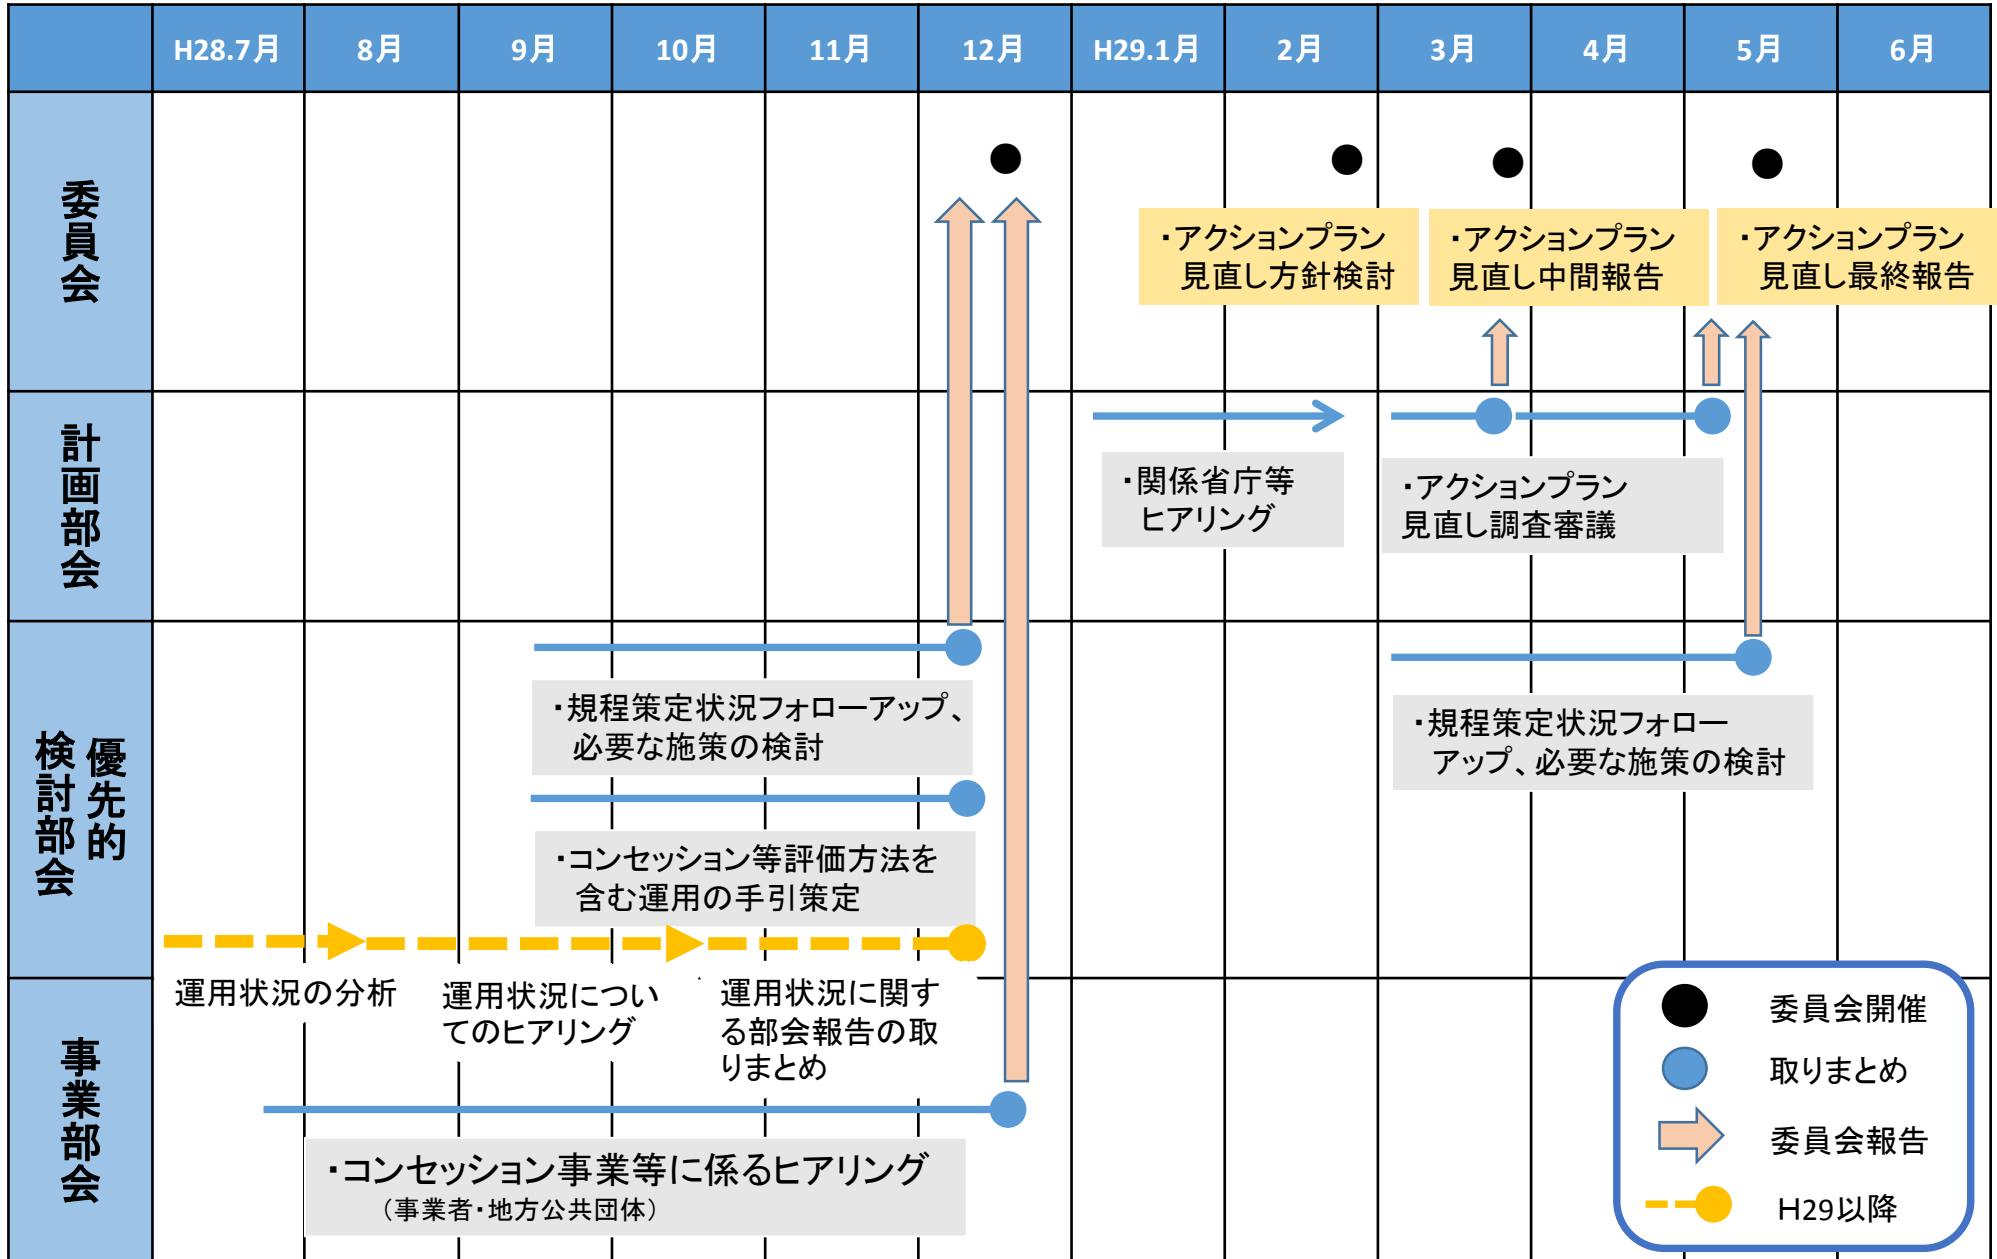 H28.7月
8月
9月
10月
11月
12月
H29.1月
2月
3月
4月
5月
6月
委員会
・アクションプラン
見直し方針検討
・アクションプラン
見直し中間報告
・アクションプラン
見直し最終報告
計画部会
・関係省庁等
ヒアリング
・アクションプラン
見直し調査審議
優先的
検討部会
・規程策定状況フォローアップ、
必要な施策の検討
・コンセッション等評価方法を
含む運用の手引策定
・規程策定状況フォロー
アップ、必要な施策の検討
運用状況の分析
運用状況につい
てのヒアリング
運用状況に関す
る部会報告の取
りまとめ
事業部会
・コンセッション事業等に係るヒアリング
（事業者・地方公共団体）
委員会開催
取りまとめ
委員会報告
H29以降